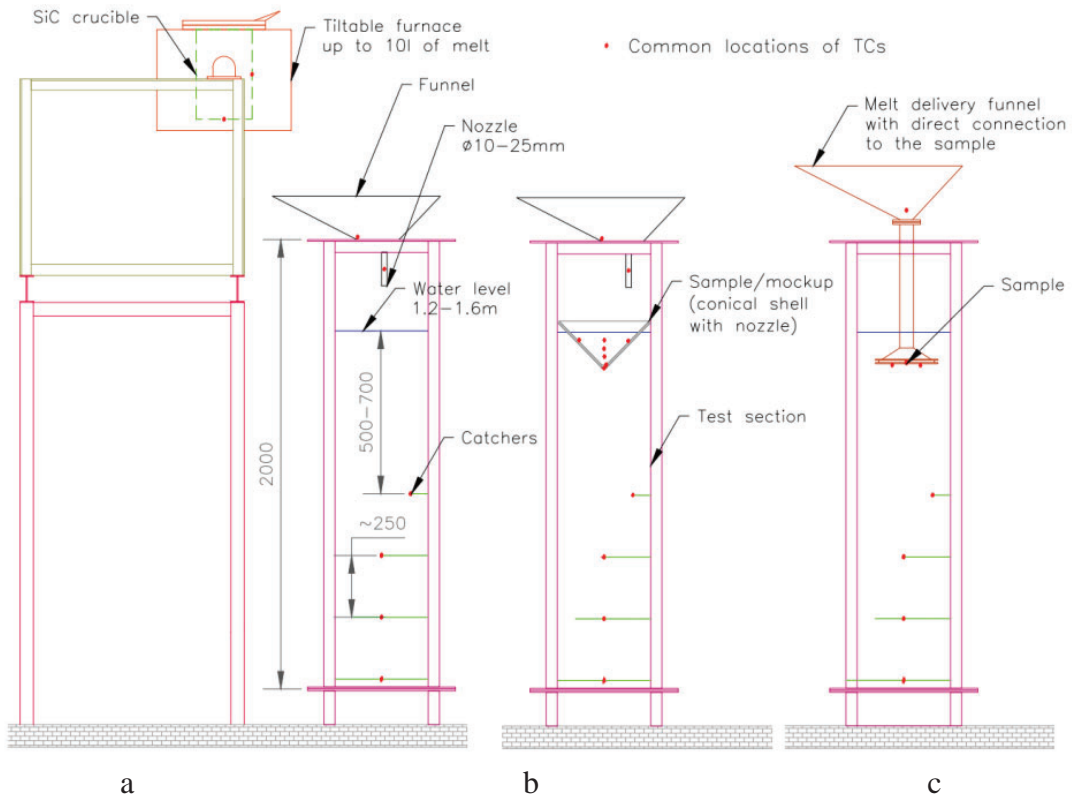 SiC crucible
Tiltable furnace
up to 10l of melt
Common locations of TCs
Funnel
Nozzle
ø10-25mm
Melt delivery funnel
with direct connection
to the sample
Water level
1.2-1.6m
Sample/mockup
(conical shell
with nozzle)
Sample
500-700
2000
Catchers
Test section
~250
a
b
c